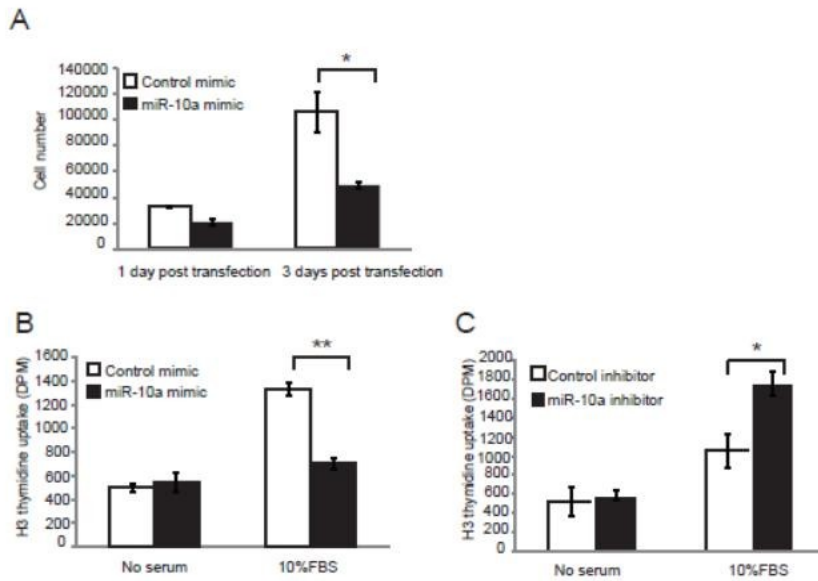 A
140000
120000
100000
80000
60000
40000
20000
0
Cell number
Control mimic
miR-10a mimic
*
1 day post transfection
3 days post transfection
B
1600
1400
1200
1000
800
600
400
200
0
H3 thymidine uptake (DPM)
Control mimic
miR-10a mimic
**
No serum
10%FBS
C
2000
1800
1600
1400
1200
1000
800
600
400
200
0
H3 thymidine uptake (DPM)
Control inhibitor
miR-10a inhibitor
*
No serum
10%FBS